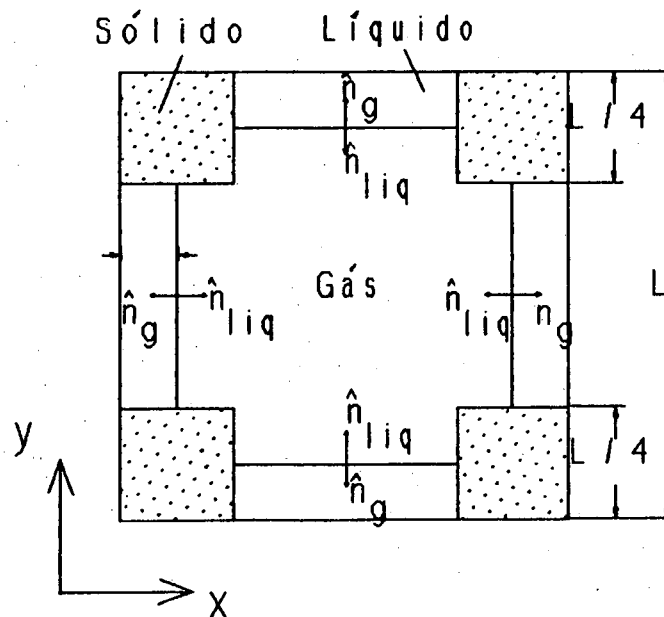 Sólido Líquido
n̂g
L / 4
n̂liq
Gás
L
n̂g n̂liq
n̂liq ng
n̂liq
L / 4
n̂g
y
x